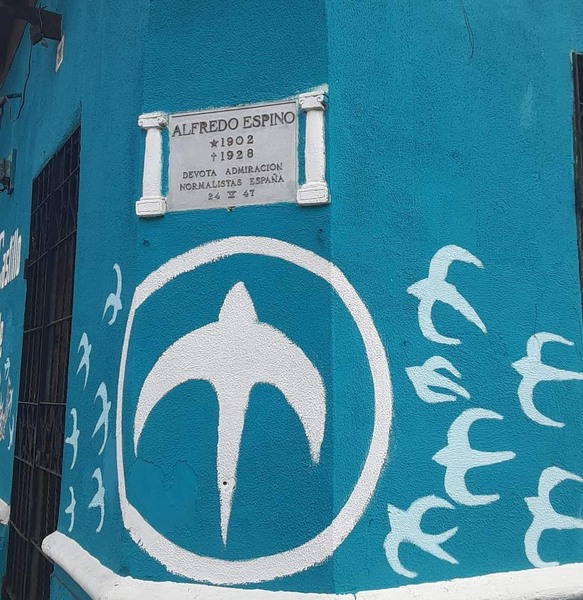 ALFREDO ESPINO
★1902
†1928
DEVOTA ADMIRACION
NORMALISTAS ESPAÑA
24 V 47